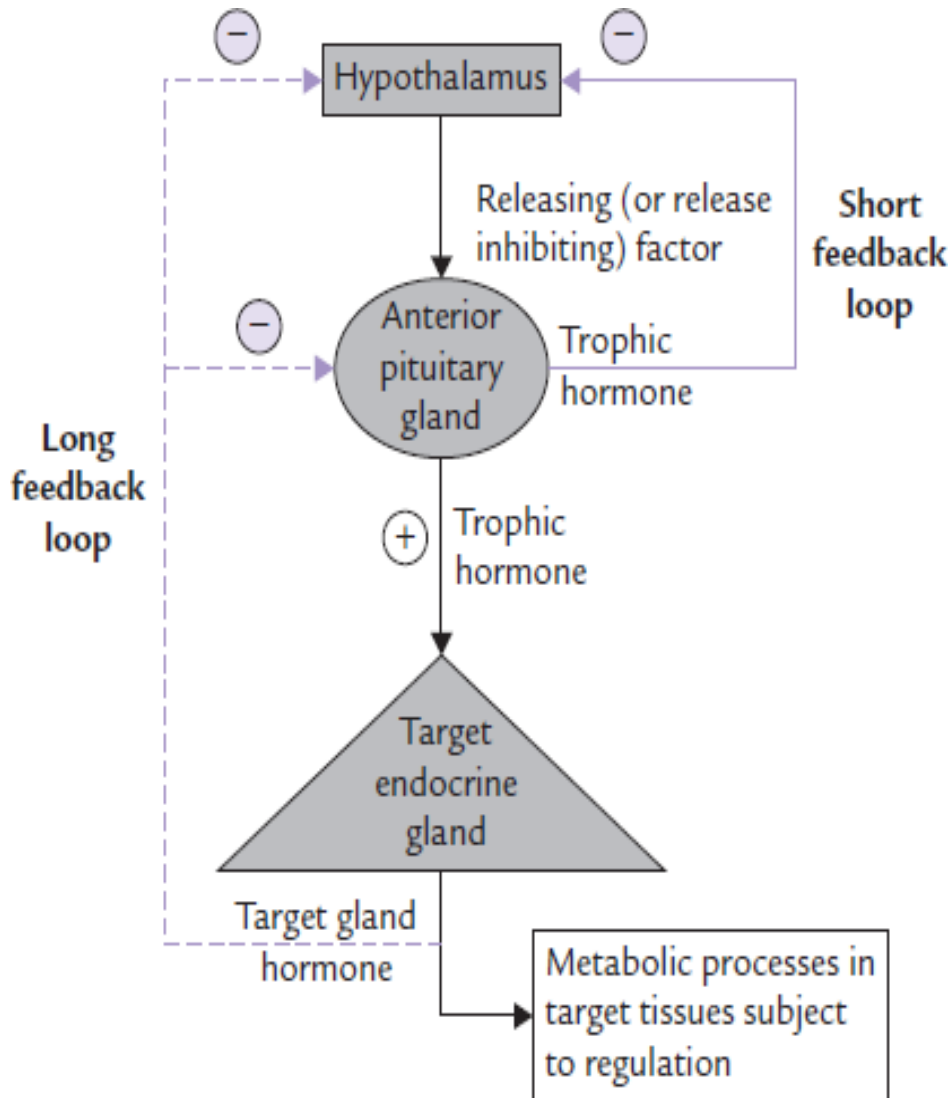 −
−
Hypothalamus
Releasing (or release
inhibiting) factor
Short
feedback
loop
−
Anterior
pituitary
gland
Trophic
hormone
Long
feedback
loop
+
Trophic
hormone
Target
endocrine
gland
Target gland
hormone
Metabolic processes in
target tissues subject
to regulation